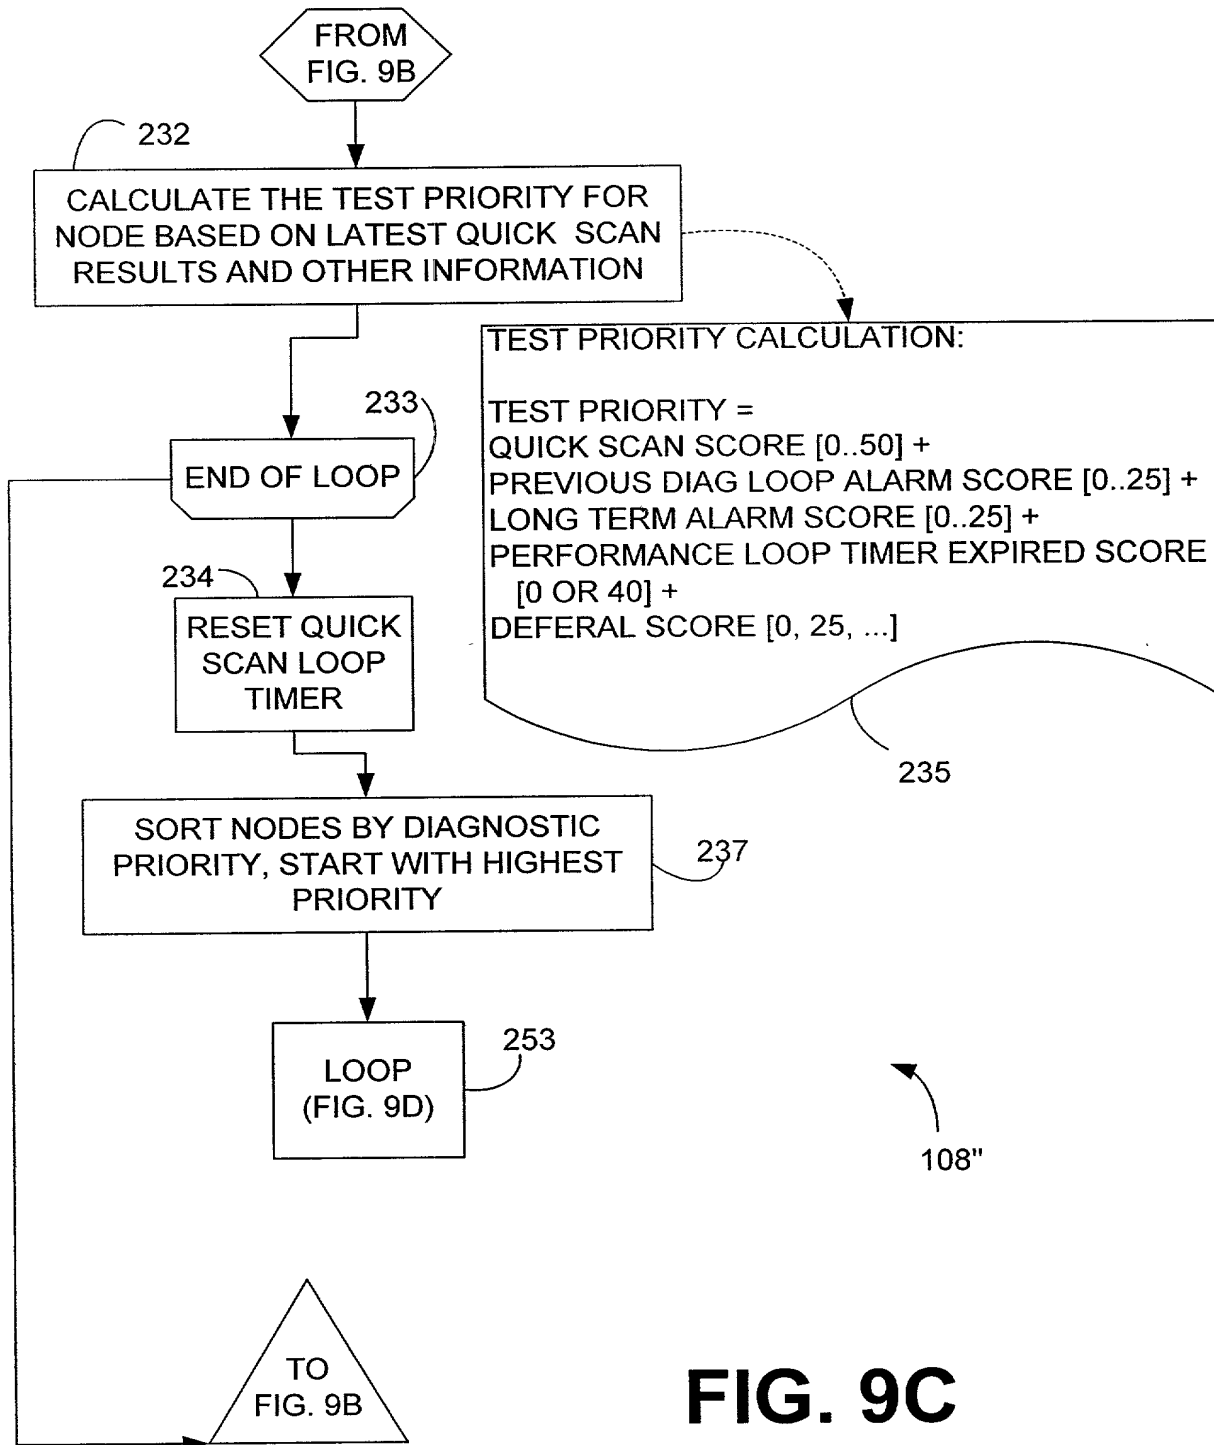 FROM
FIG. 9B
232
CALCULATE THE TEST PRIORITY FOR
NODE BASED ON LATEST QUICK SCAN
RESULTS AND OTHER INFORMATION
TEST PRIORITY CALCULATION:
TEST PRIORITY =
QUICK SCAN SCORE [0..50] +
PREVIOUS DIAG LOOP ALARM SCORE [0..25] +
LONG TERM ALARM SCORE [0..25] +
PERFORMANCE LOOP TIMER EXPIRED SCORE
[0 OR 40] +
DEFERAL SCORE [0, 25, ...]
235
233
END OF LOOP
234
RESET QUICK
SCAN LOOP
TIMER
SORT NODES BY DIAGNOSTIC
PRIORITY, START WITH HIGHEST
PRIORITY
237
LOOP
(FIG. 9D)
253
108"
TO
FIG. 9B
FIG. 9C